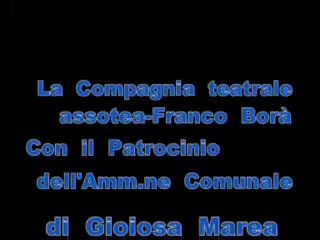 La Compagnia teatrale
assotea-Franco Borà
Con il Patrocinio
dell'Amm.ne Comunale
di Gioiosa Marea